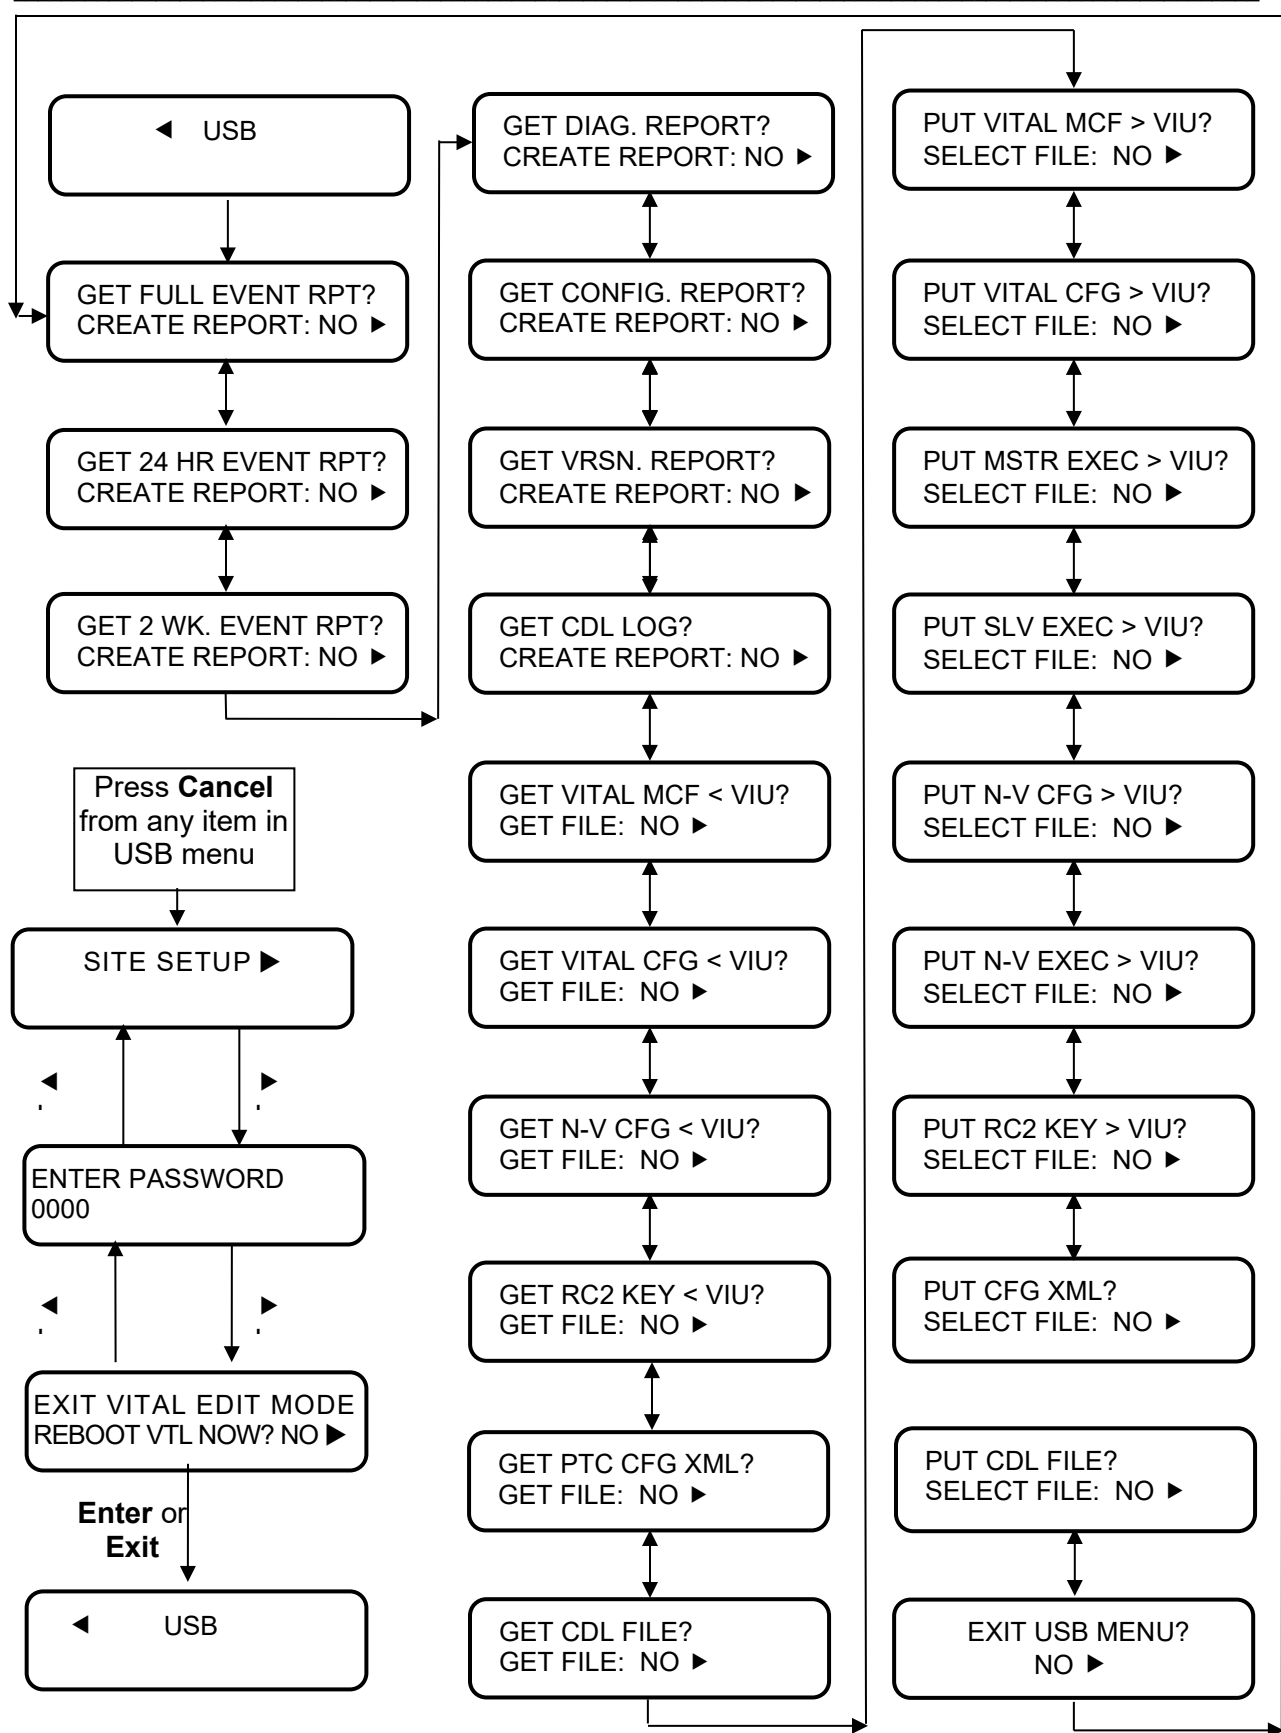 ◄ USB
GET FULL EVENT RPT?
CREATE REPORT: NO ►
GET 24 HR EVENT RPT?
CREATE REPORT: NO ►
GET 2 WK. EVENT RPT?
CREATE REPORT: NO ►
Press Cancel
from any item in
USB menu
SITE SETUP ►
◄ ►
ENTER PASSWORD
0000
◄ ►
EXIT VITAL EDIT MODE
REBOOT VTL NOW? NO ►
Enter or
Exit
◄ USB
GET DIAG. REPORT?
CREATE REPORT: NO ►
GET CONFIG. REPORT?
CREATE REPORT: NO ►
GET VRSN. REPORT?
CREATE REPORT: NO ►
GET CDL LOG?
CREATE REPORT: NO ►
GET VITAL MCF < VIU?
GET FILE: NO ►
GET VITAL CFG < VIU?
GET FILE: NO ►
GET N-V CFG < VIU?
GET FILE: NO ►
GET RC2 KEY < VIU?
GET FILE: NO ►
GET PTC CFG XML?
GET FILE: NO ►
GET CDL FILE?
GET FILE: NO ►
PUT VITAL MCF > VIU?
SELECT FILE: NO ►
PUT VITAL CFG > VIU?
SELECT FILE: NO ►
PUT MSTR EXEC > VIU?
SELECT FILE: NO ►
PUT SLV EXEC > VIU?
SELECT FILE: NO ►
PUT N-V CFG > VIU?
SELECT FILE: NO ►
PUT N-V EXEC > VIU?
SELECT FILE: NO ►
PUT RC2 KEY > VIU?
SELECT FILE: NO ►
PUT CFG XML?
SELECT FILE: NO ►
PUT CDL FILE?
SELECT FILE: NO ►
EXIT USB MENU?
NO ►